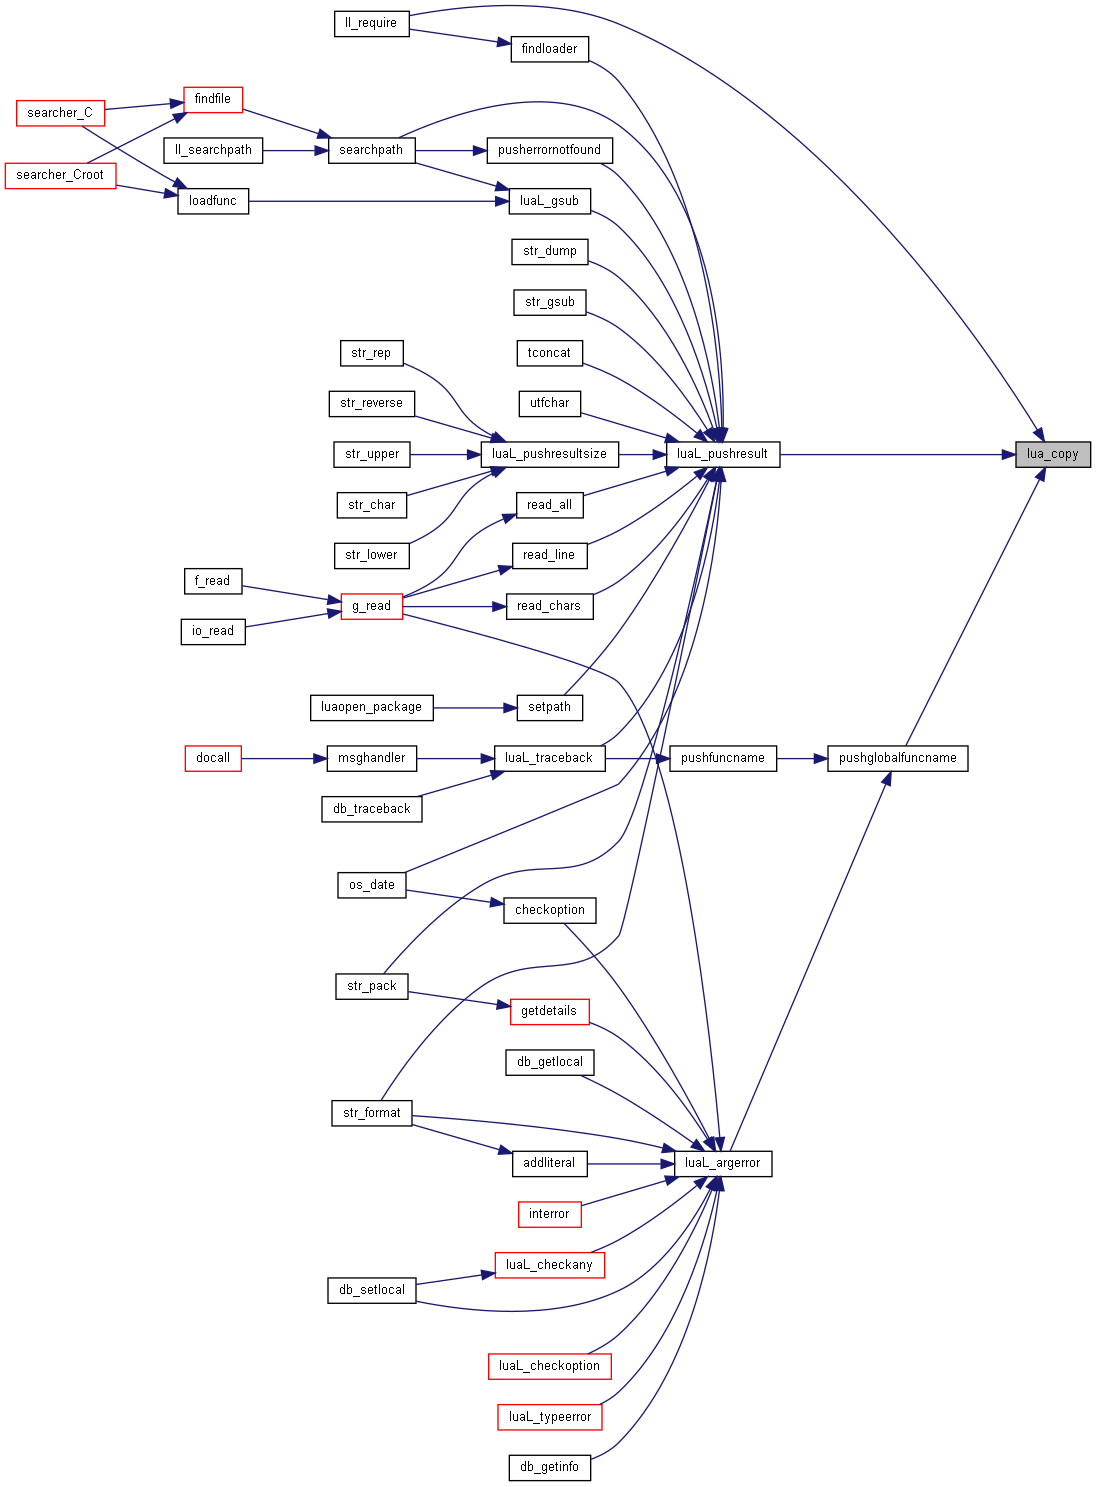 ll_require
findloader
findfile
searcher_C
ll_searchpath
searchpath
pusherrornotfound
searcher_Croot
loadfunc
luaL_gsub
str_dump
str_gsub
str_rep
tconcat
str_reverse
utfchar
str_upper
luaL_pushresultsize
luaL_pushresult
lua_copy
str_char
read_all
str_lower
read_line
f_read
g_read
read_chars
io_read
luaopen_package
setpath
docall
msghandler
luaL_traceback
pushfuncname
pushglobalfuncname
db_traceback
os_date
checkoption
str_pack
getdetails
db_getlocal
str_format
addliteral
luaL_argerror
interror
luaL_checkany
db_setlocal
luaL_checkoption
luaL_typeerror
db_getinfo